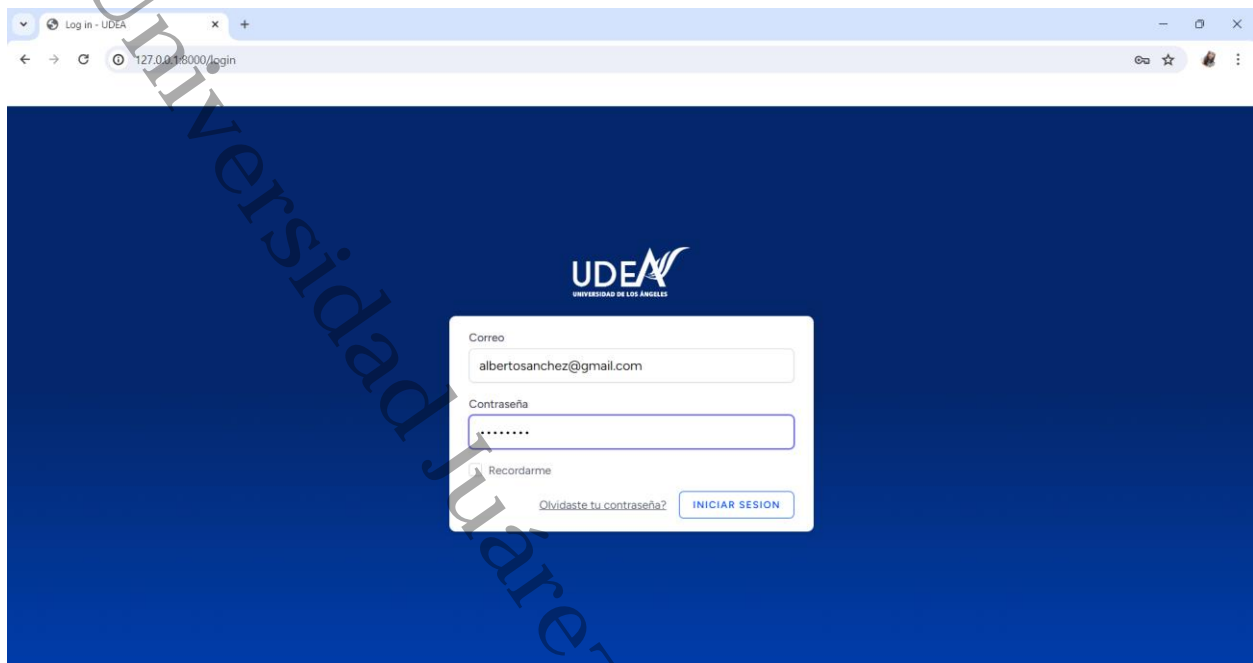 Log in - UDEA
127.0.0.1:8000/login
UDEA
UNIVERSIDAD DE LOS ÁNGELES
Correo
albertosanchez@gmail.com
Contraseña
........
Recordarme
Olvidaste tu contraseña?
INICIAR SESION
Universidad Juárez